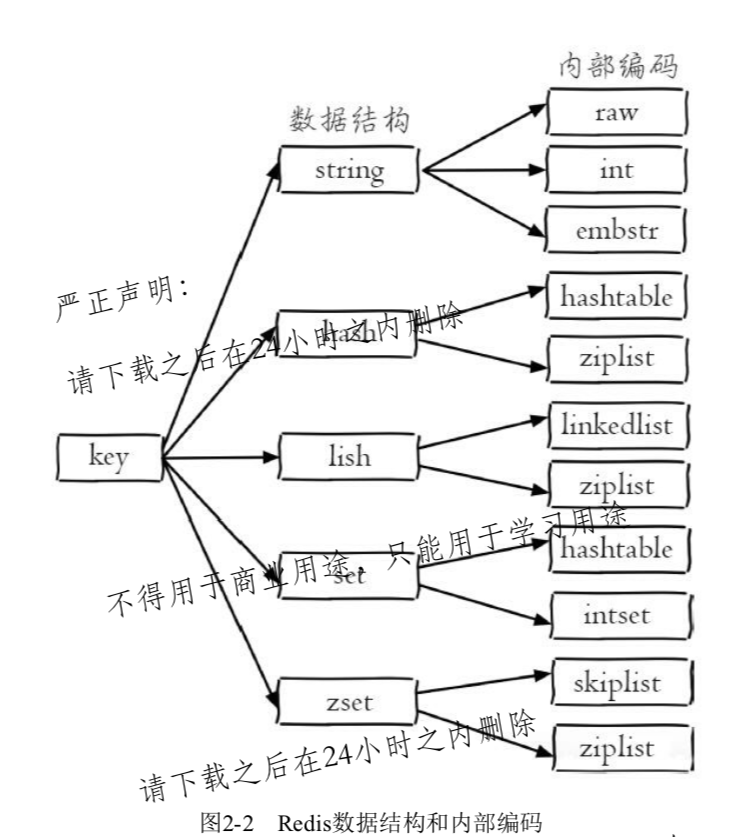 内部编码
raw
数据结构
string
int
embstr
严正声明:
hashtable
hash
请下载之后在24小时之内删除
ziplist
linkedlist
key
lish
ziplist
不得用于商业用途,只能用于学习用途
hashtable
set
intset
skiplist
zset
请下载之后在24小时之内删除
ziplist
图2-2 Redis数据结构和内部编码